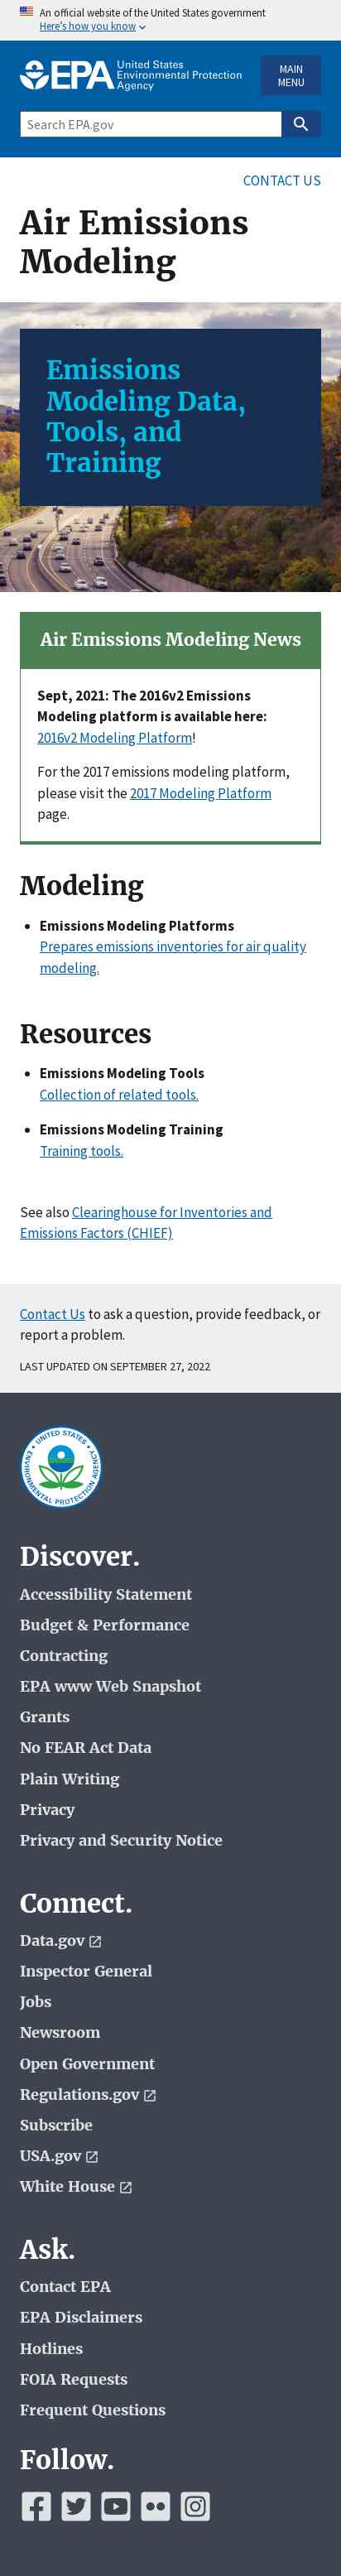 An official website of the United States government
Here's how you know
EPA United States
Environmental Protection
Agency
MAIN
MENU
Search EPA.gov
CONTACT US
Air Emissions
Modeling
Emissions
Modeling Data,
Tools, and
Training
Air Emissions Modeling News
Sept, 2021: The 2016v2 Emissions
Modeling platform is available here:
2016v2 Modeling Platform!
For the 2017 emissions modeling platform,
please visit the 2017 Modeling Platform
page.
Modeling
• Emissions Modeling Platforms
Prepares emissions inventories for air quality
modeling.
Resources
• Emissions Modeling Tools
Collection of related tools.
• Emissions Modeling Training
Training tools.
See also Clearinghouse for Inventories and
Emissions Factors (CHIEF)
Contact Us to ask a question, provide feedback, or
report a problem.
LAST UPDATED ON SEPTEMBER 27, 2022
UNITED STATES
ENVIRONMENTAL PROTECTION AGENCY
Discover.
Accessibility Statement
Budget & Performance
Contracting
EPA www Web Snapshot
Grants
No FEAR Act Data
Plain Writing
Privacy
Privacy and Security Notice
Connect.
Data.gov
Inspector General
Jobs
Newsroom
Open Government
Regulations.gov
Subscribe
USA.gov
White House
Ask.
Contact EPA
EPA Disclaimers
Hotlines
FOIA Requests
Frequent Questions
Follow.